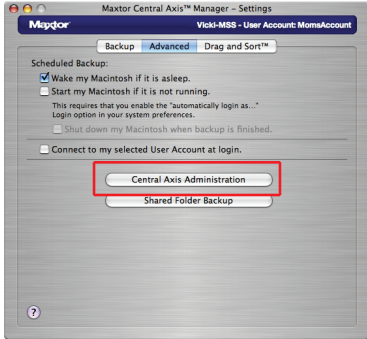 Maxtor Central Axis™ Manager – Settings
Maxtor
Vicki-MSS - User Account: MomsAccount
Backup Advanced Drag and Sort™
Scheduled Backup:
Wake my Macintosh if it is asleep.
Start my Macintosh if it is not running.
This requires that you enable the "automatically login as..."
Login option in your system preferences.
Shut down my Macintosh when backup is finished.
Connect to my selected User Account at login.
Central Axis Administration
Shared Folder Backup
?